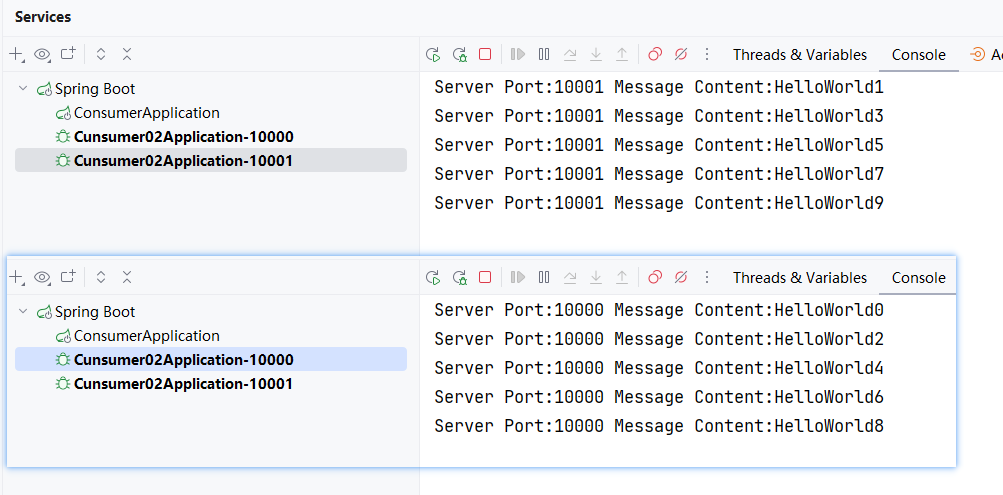 Services
Threads & Variables Console
Spring Boot
Server Port:10001 Message Content:HelloWorld1
ConsumerApplication
Server Port:10001 Message Content:HelloWorld3
Cunsumer02Application-10000
Server Port:10001 Message Content:HelloWorld5
Cunsumer02Application-10001
Server Port:10001 Message Content:HelloWorld7
Server Port:10001 Message Content:HelloWorld9
Threads & Variables Console
Spring Boot
Server Port:10000 Message Content:HelloWorld0
ConsumerApplication
Server Port:10000 Message Content:HelloWorld2
Cunsumer02Application-10000
Server Port:10000 Message Content:HelloWorld4
Cunsumer02Application-10001
Server Port:10000 Message Content:HelloWorld6
Server Port:10000 Message Content:HelloWorld8